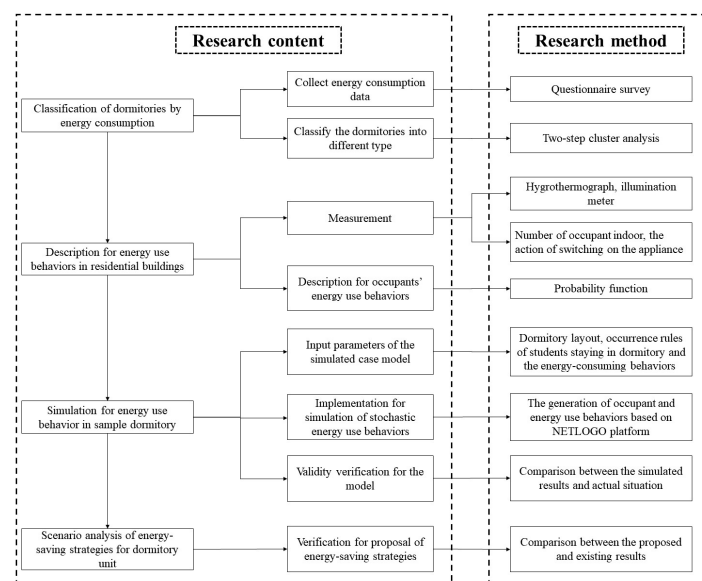 Research content
Research method
Classification of dormitories by
energy consumption
Collect energy consumption
data
Questionnaire survey
Classify the dormitories into
different type
Two-step cluster analysis
Description for energy use
behaviors in residential buildings
Measurement
Hygrothermograph, illumination
meter
Number of occupant indoor, the
action of switching on the appliance
Description for occupants'
energy use behaviors
Probability function
Simulation for energy use
behavior in sample dormitory
Input parameters of the
simulated case model
Dormitory layout, occurrence rules
of students staying in dormitory and
the energy-consuming behaviors
Implementation for
simulation of stochastic
energy use behaviors
The generation of occupant and
energy use behaviors based on
NETLOGO platform
Validity verification for the
model
Comparison between the simulated
results and actual situation
Scenario analysis of energy-
saving strategies for dormitory
unit
Verification for proposal of
energy-saving strategies
Comparison between the proposed
and existing results